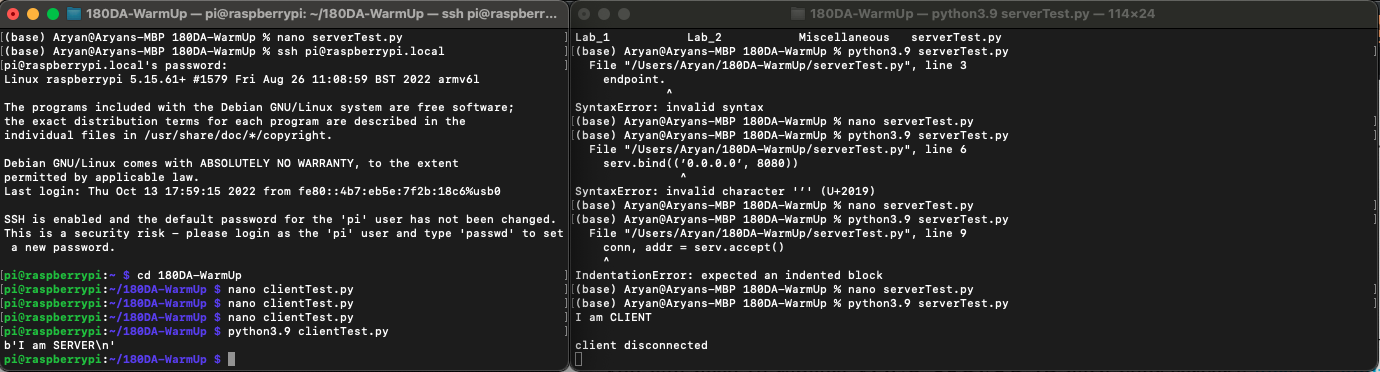 180DA-WarmUp — pi@raspberrypi: ~/180DA-WarmUp — ssh pi@raspberr...
[(base) Aryan@Aryans-MBP 180DA-WarmUp % nano serverTest.py ]
[(base) Aryan@Aryans-MBP 180DA-WarmUp % ssh pi@raspberrypi.local ]
[pi@raspberrypi.local's password: ]
Linux raspberrypi 5.15.61+ #1579 Fri Aug 26 11:08:59 BST 2022 armv6l
The programs included with the Debian GNU/Linux system are free software;
the exact distribution terms for each program are described in the
individual files in /usr/share/doc/*/copyright.
Debian GNU/Linux comes with ABSOLUTELY NO WARRANTY, to the extent
permitted by applicable law.
Last login: Thu Oct 13 17:59:15 2022 from fe80::4b7:eb5e:7f2b:18c6%usb0
SSH is enabled and the default password for the 'pi' user has not been changed.
This is a security risk - please login as the 'pi' user and type 'passwd' to set
a new password.
[pi@raspberrypi:~ $ cd 180DA-WarmUp ]
[pi@raspberrypi:~/180DA-WarmUp $ nano clientTest.py ]
[pi@raspberrypi:~/180DA-WarmUp $ nano clientTest.py ]
[pi@raspberrypi:~/180DA-WarmUp $ nano clientTest.py ]
[pi@raspberrypi:~/180DA-WarmUp $ python3.9 clientTest.py ]
b'I am SERVER\n'
pi@raspberrypi:~/180DA-WarmUp $
180DA-WarmUp — python3.9 serverTest.py — 114×24
Lab_1 Lab_2 Miscellaneous serverTest.py
[(base) Aryan@Aryans-MBP 180DA-WarmUp % python3.9 serverTest.py ]
File "/Users/Aryan/180DA-WarmUp/serverTest.py", line 3
endpoint.
^
SyntaxError: invalid syntax
[(base) Aryan@Aryans-MBP 180DA-WarmUp % nano serverTest.py ]
[(base) Aryan@Aryans-MBP 180DA-WarmUp % python3.9 serverTest.py ]
File "/Users/Aryan/180DA-WarmUp/serverTest.py", line 6
serv.bind((’0.0.0.0’, 8080))
^
SyntaxError: invalid character '’' (U+2019)
[(base) Aryan@Aryans-MBP 180DA-WarmUp % nano serverTest.py ]
[(base) Aryan@Aryans-MBP 180DA-WarmUp % python3.9 serverTest.py ]
File "/Users/Aryan/180DA-WarmUp/serverTest.py", line 9
conn, addr = serv.accept()
^
IndentationError: expected an indented block
[(base) Aryan@Aryans-MBP 180DA-WarmUp % nano serverTest.py ]
[(base) Aryan@Aryans-MBP 180DA-WarmUp % python3.9 serverTest.py ]
I am CLIENT
client disconnected